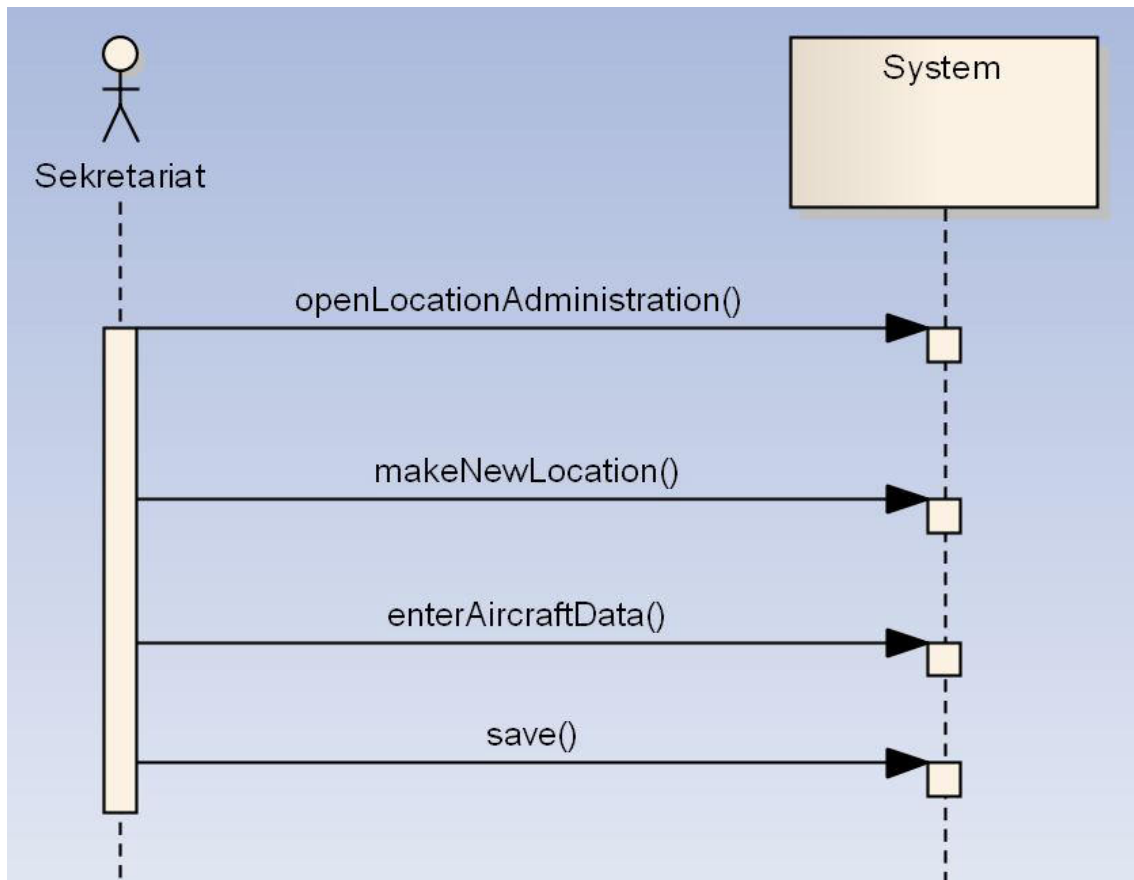 System
Sekretariat
openLocationAdministration()
makeNewLocation()
enterAircraftData()
save()